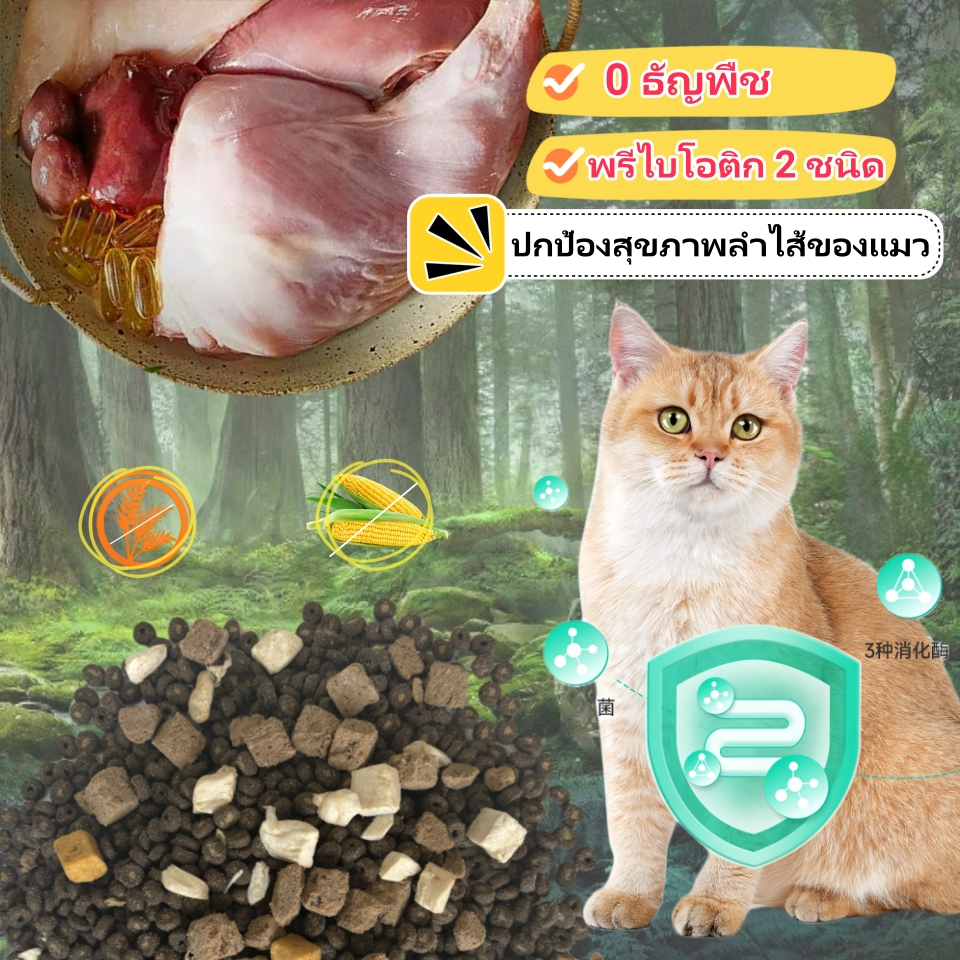 0 ธัญพืช
พรีไบโอติก 2 ชนิด
ปกป้องสุขภาพลำไส้ของแมว
3种消化酶
菌